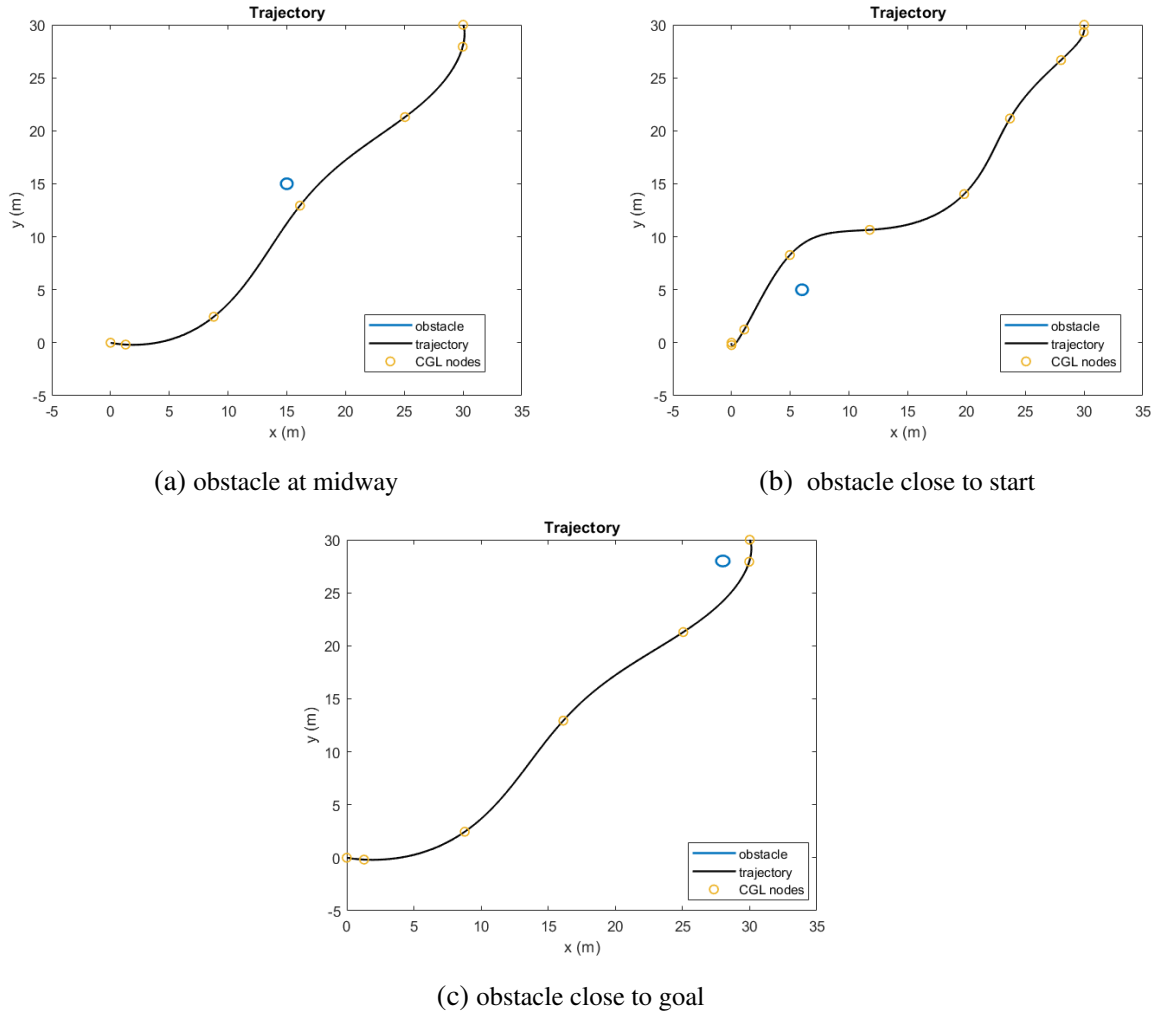 Trajectory
30
25
20
15
10
5
0
-5
y (m)
-5 0 5 10 15 20 25 30 35
x (m)
obstacle
trajectory
CGL nodes
(a) obstacle at midway
Trajectory
30
25
20
15
10
5
0
-5
y (m)
-5 0 5 10 15 20 25 30 35
x (m)
obstacle
trajectory
CGL nodes
(b) obstacle close to start
Trajectory
30
25
20
15
10
5
0
-5
y (m)
0 5 10 15 20 25 30 35
x (m)
obstacle
trajectory
CGL nodes
(c) obstacle close to goal